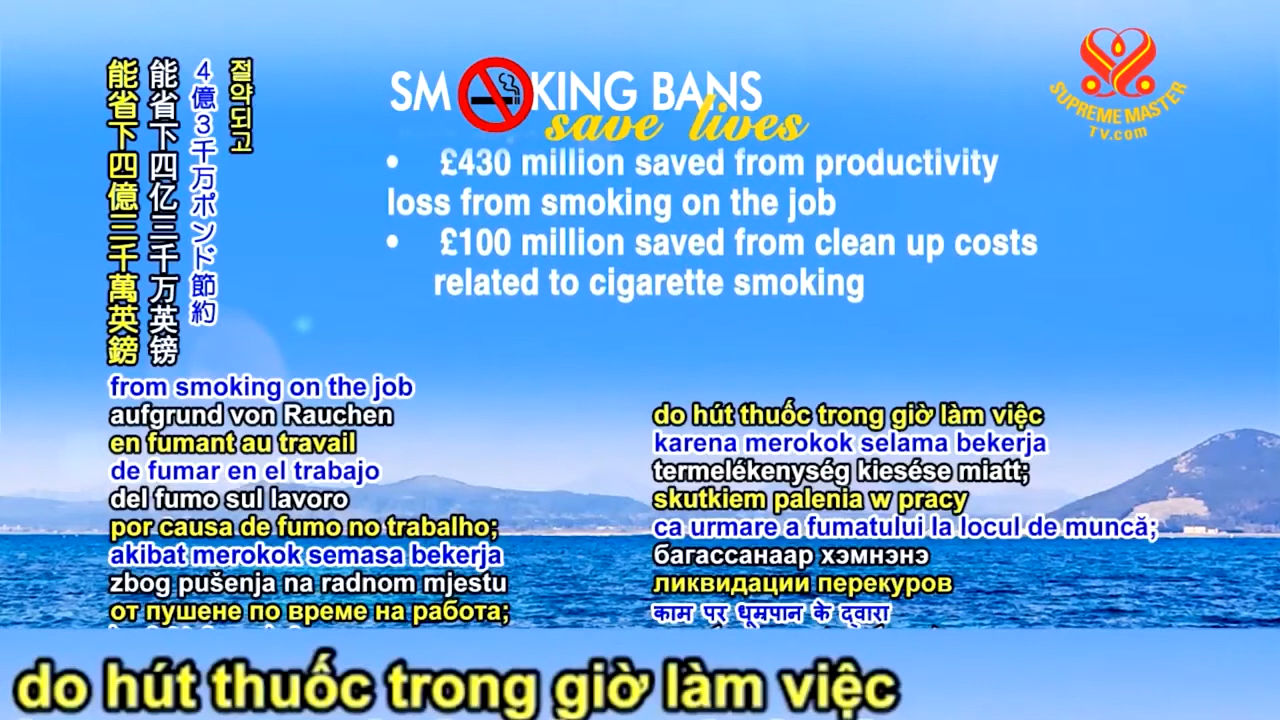 SMOKING BANS
save lives
SUPREME MASTER
TV.com
• £430 million saved from productivity
loss from smoking on the job
• £100 million saved from clean up costs
related to cigarette smoking
절약되고
4億3千万ポンド節約
能省下四亿三千万英镑
能省下四億三千萬英鎊
from smoking on the job
aufgrund von Rauchen
en fumant au travail
de fumar en el trabajo
del fumo sul lavoro
por causa de fumo no trabalho;
akibat merokok semasa bekerja
zbog pušenja na radnom mjestu
от пушене по време на работа;
do hút thuốc trong giờ làm việc
karena merokok selama bekerja
termelékenység kiesése miatt;
skutkiem palenia w pracy
ca urmare a fumatului la locul de muncă;
багассанаар хэмнэнэ
ликвидации перекуров
काम पर धूम्रपान के द्वारा
do hút thuốc trong giờ làm việc